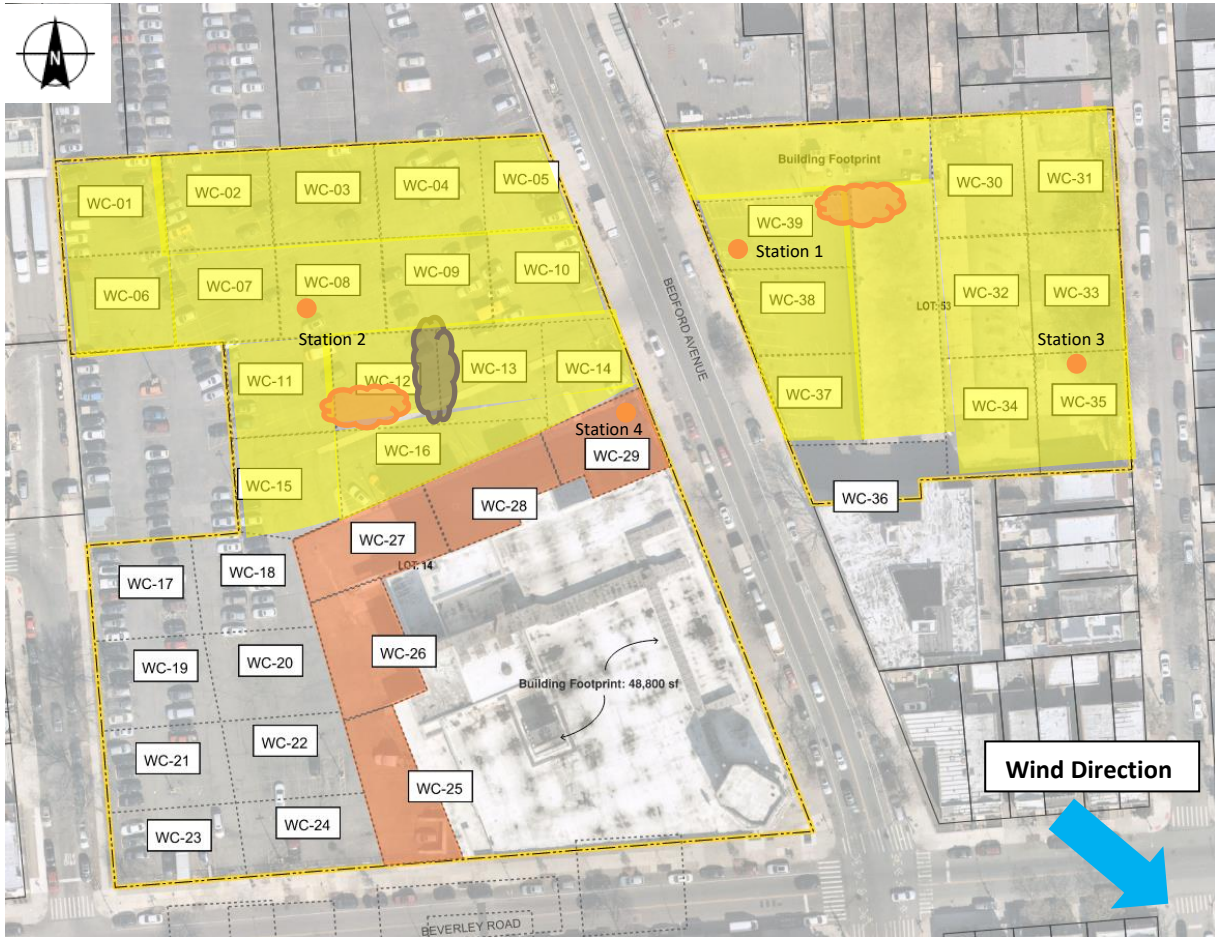 N
WC-01
WC-02
WC-03
WC-04
WC-05
WC-06
WC-07
WC-08
WC-09
WC-10
Station 2
WC-11
WC-12
WC-13
WC-14
WC-15
WC-16
Station 4
WC-29
WC-28
WC-27
LOT: 14
WC-17
WC-18
WC-26
WC-19
WC-20
Building Footprint: 48,800 sf
WC-21
WC-22
WC-25
WC-23
WC-24
BEVERLEY ROAD
BEDFORD AVENUE
Building Footprint
WC-30
WC-31
WC-39
Station 1
WC-38
WC-32
WC-33
LOT: 53
Station 3
WC-37
WC-34
WC-35
WC-36
Wind Direction